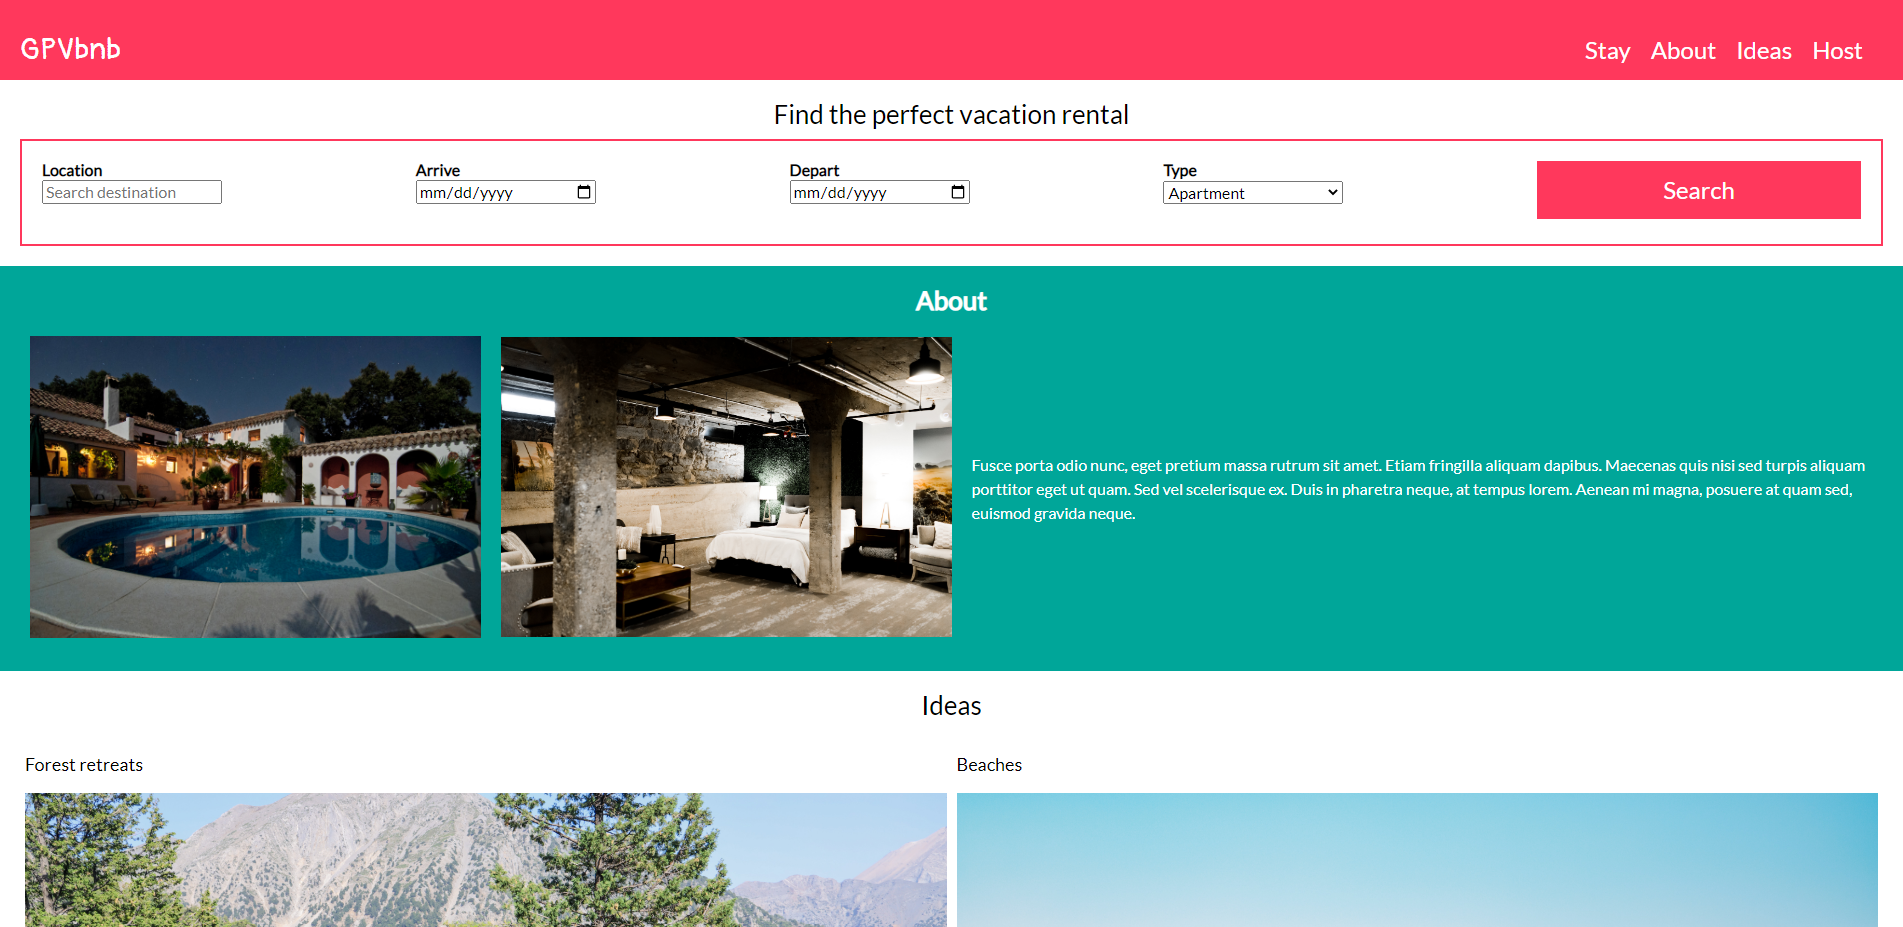 GPVbnb
Stay About Ideas Host
Find the perfect vacation rental
Location
Search destination
Arrive
mm/dd/yyyy
Depart
mm/dd/yyyy
Type
Apartment
Search
About
Fusce porta odio nunc, eget pretium massa rutrum sit amet. Etiam fringilla aliquam dapibus. Maecenas quis nisi sed turpis aliquam
porttitor eget ut quam. Sed vel scelerisque ex. Duis in pharetra neque, at tempus lorem. Aenean mi magna, posuere at quam sed,
euismod gravida neque.
Ideas
Forest retreats
Beaches